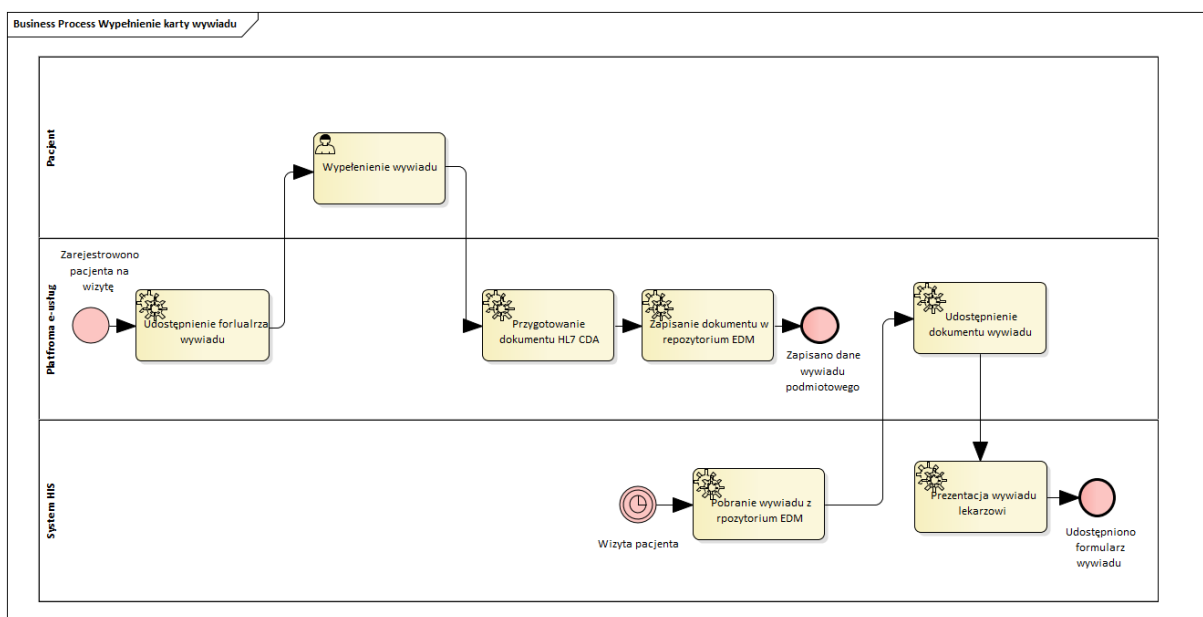 Business Process Wypełnienie karty wywiadu
Pacjent
Wypełenienie wywiadu
Platfroma e-usług
Zarejestrowono
pacjenta na
wizytę
Udostępnienie forlualrza
wywiadu
Przygotowanie
dokumentu HL7 CDA
Zapisanie dokumentu w
repozytorium EDM
Zapisano dane
wywiadu
podmiotowego
Udostępnienie
dokumentu wywiadu
System HIS
Wizyta pacjenta
Pobranie wywiadu z
rpozytorium EDM
Prezentacja wywiadu
lekarzowi
Udostępniono
formularz
wywiadu